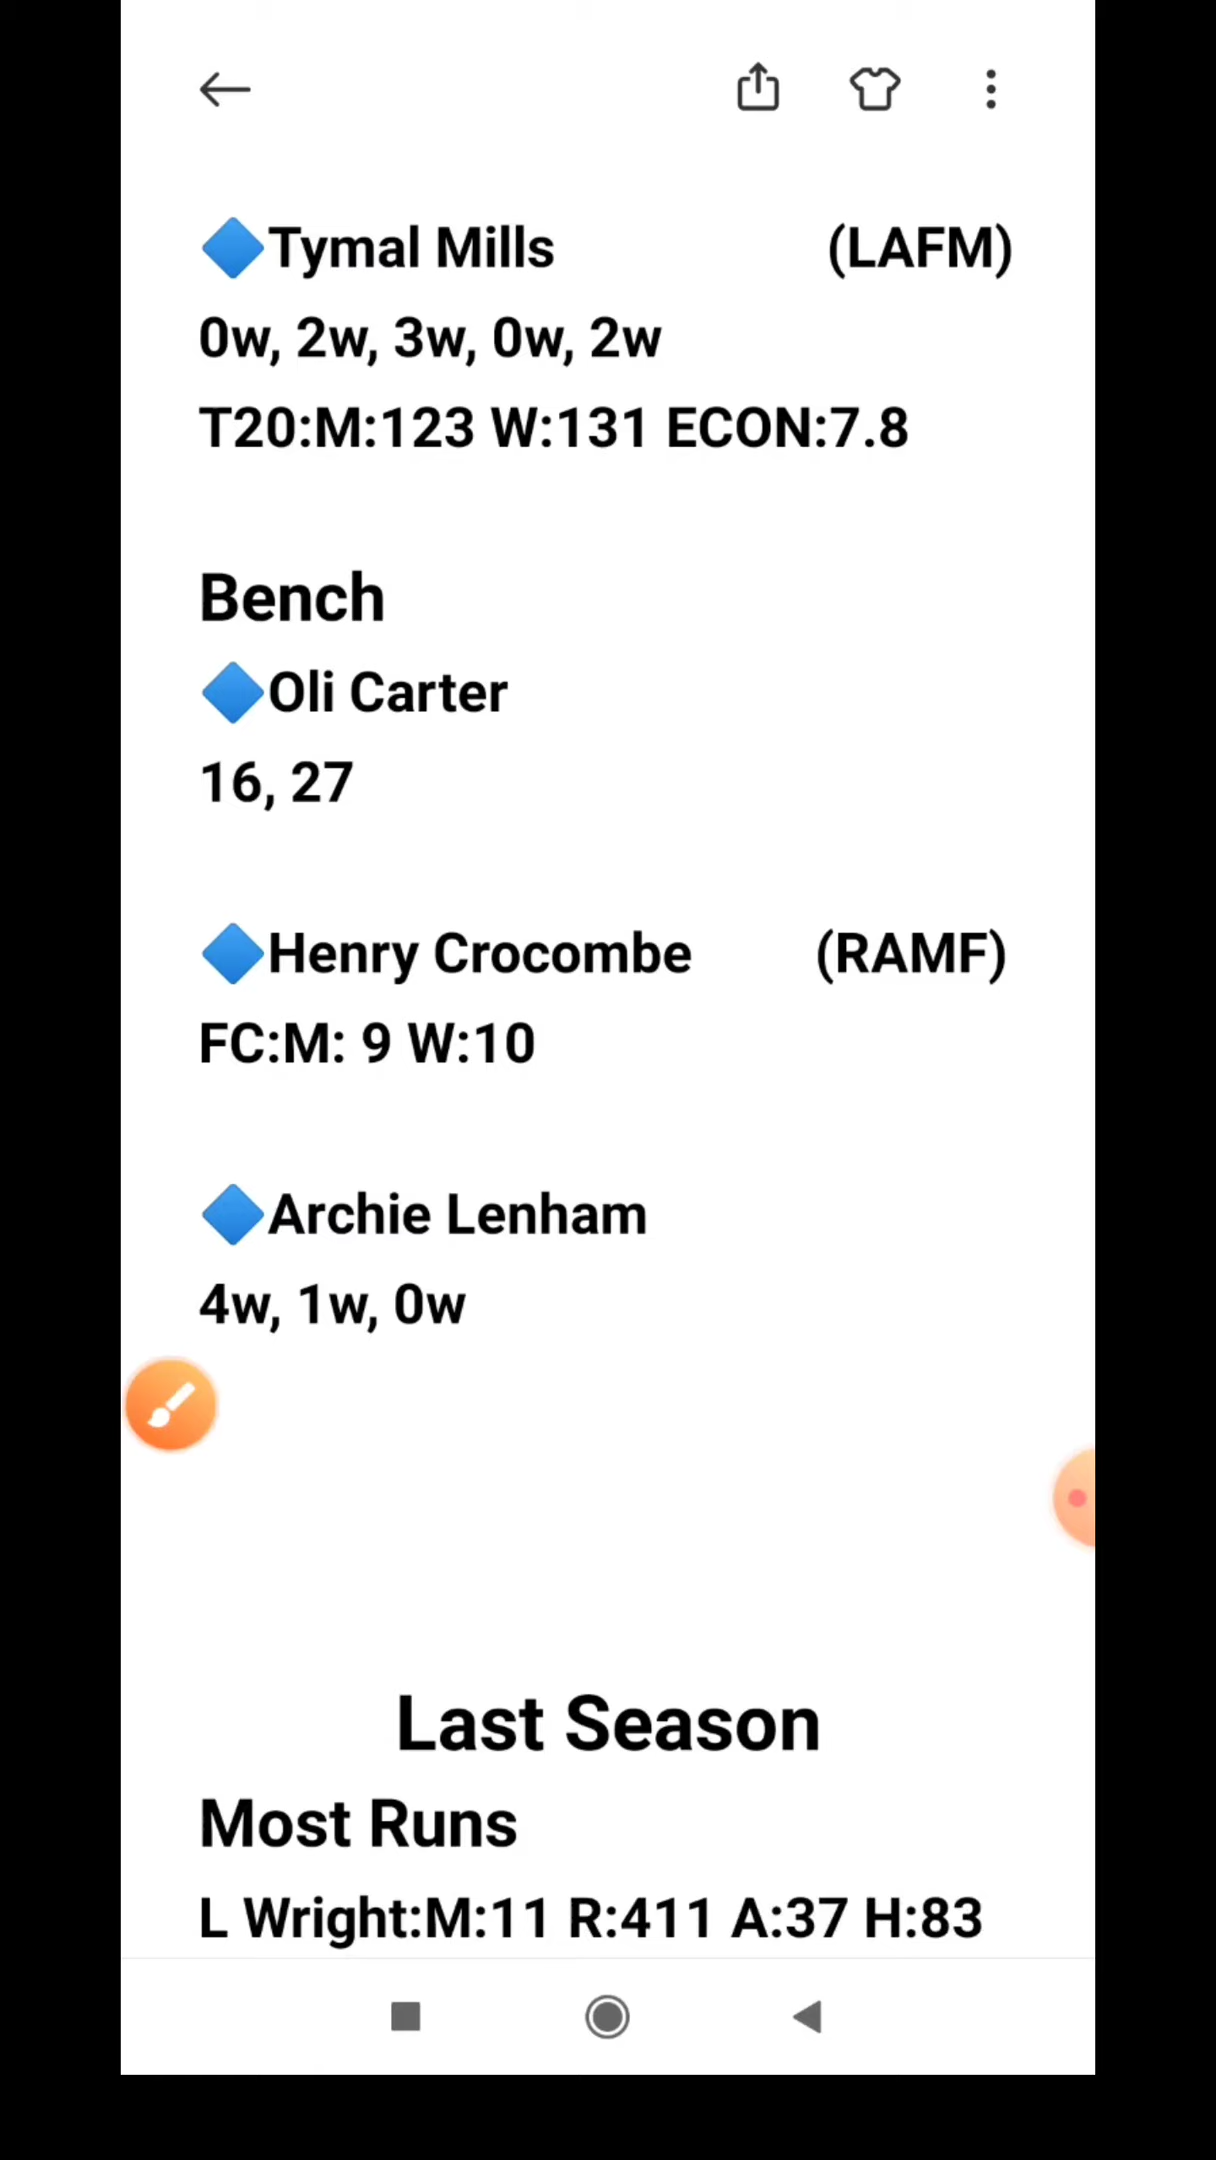 🔷Tymal Mills (LAFM)
0w, 2w, 3w, 0w, 2w
T20:M:123 W:131 ECON:7.8
Bench
🔷Oli Carter
16, 27
🔷Henry Crocombe (RAMF)
FC:M: 9 W:10
🔷Archie Lenham
4w, 1w, 0w
Last Season
Most Runs
L Wright:M:11 R:411 A:37 H:83